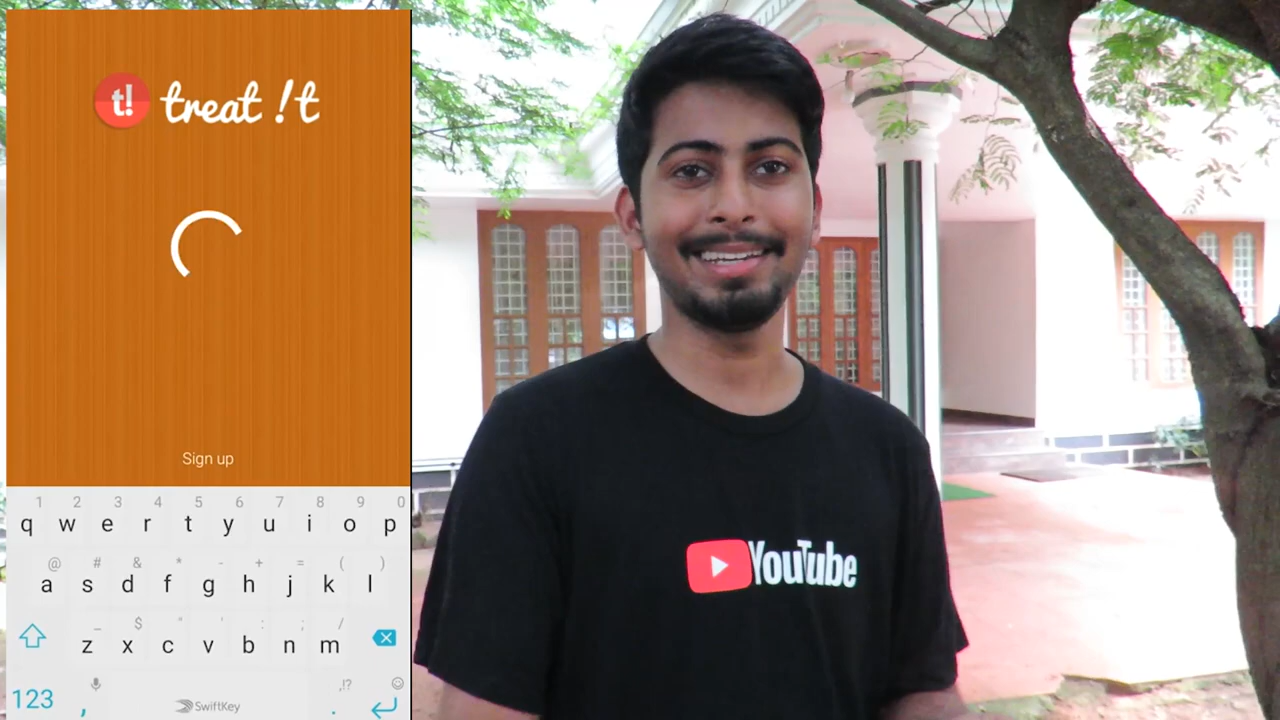 t! treat !t
Sign up
1 2 3 4 5 6 7 8 9 0
q w e r t y u i o p
@ # & * - + = ( )
a s d f g h j k l
_ $ " ' : ; /
z x c v b n m
123 , SwiftKey ,!? .
YouTube